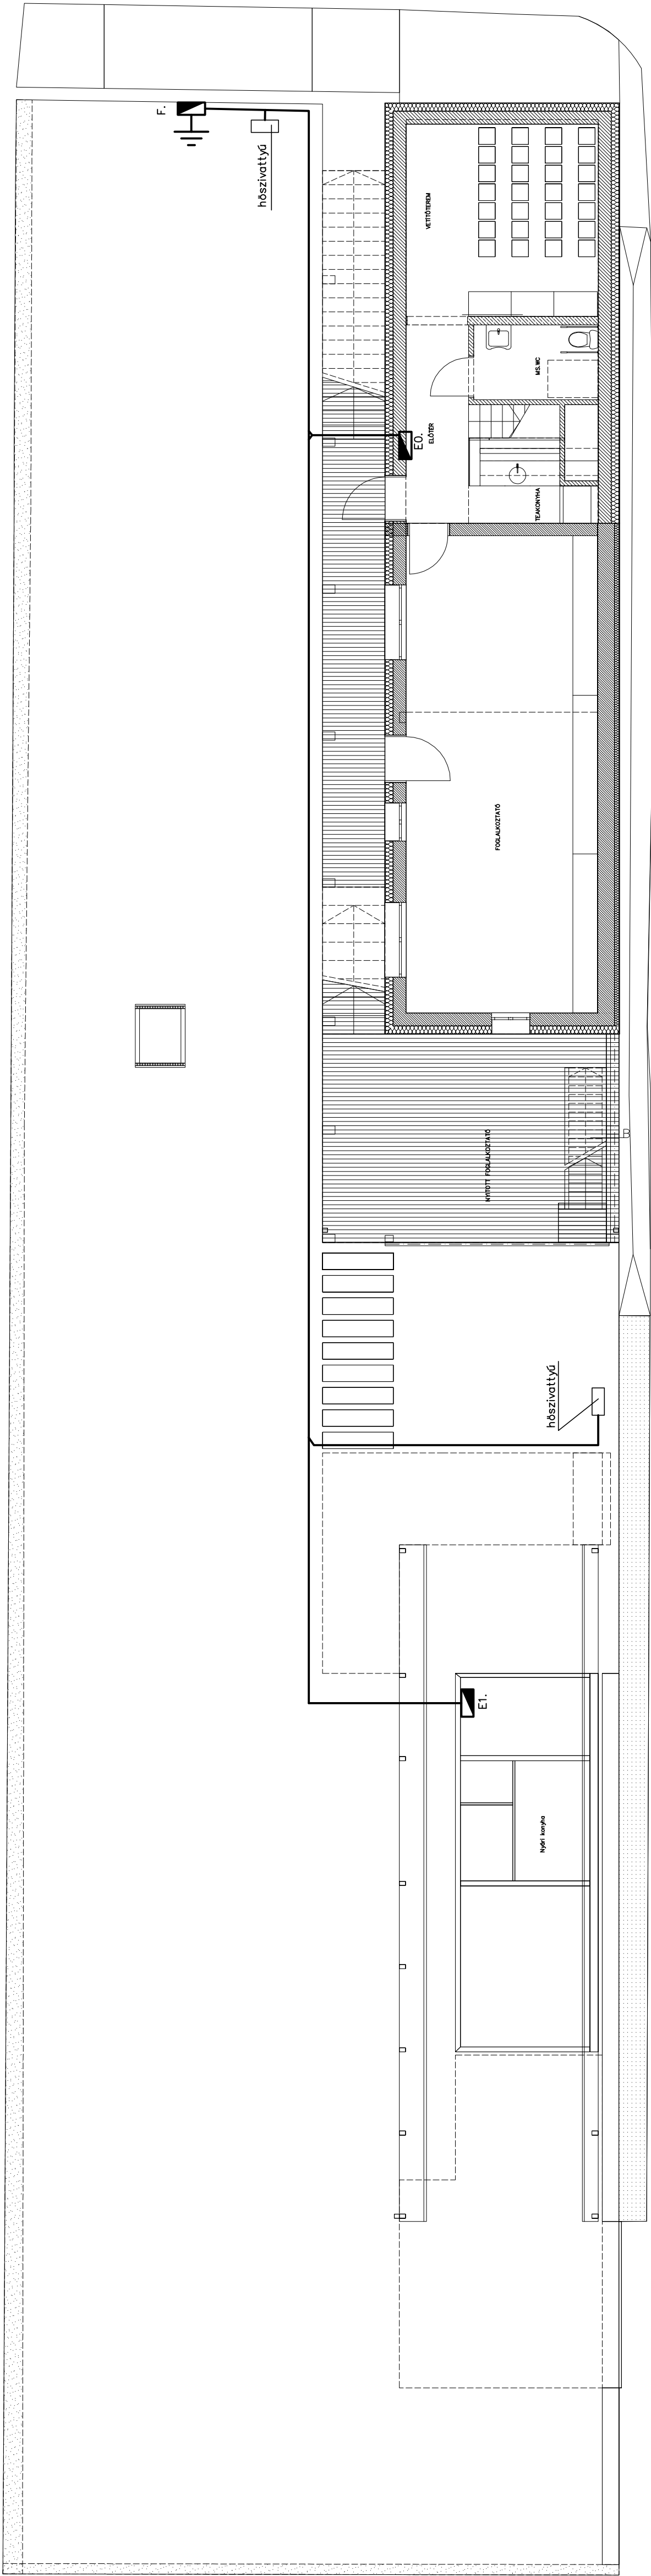 F.
hőszivattyú
VETÍTŐTEREM
MS.WC
E0.
ELŐTÉR
TEAKONYHA
FOGLALKOZTATÓ
NYITOTT FOGLALKOZTATÓ
B
hőszivattyú
E1.
Nyári konyha